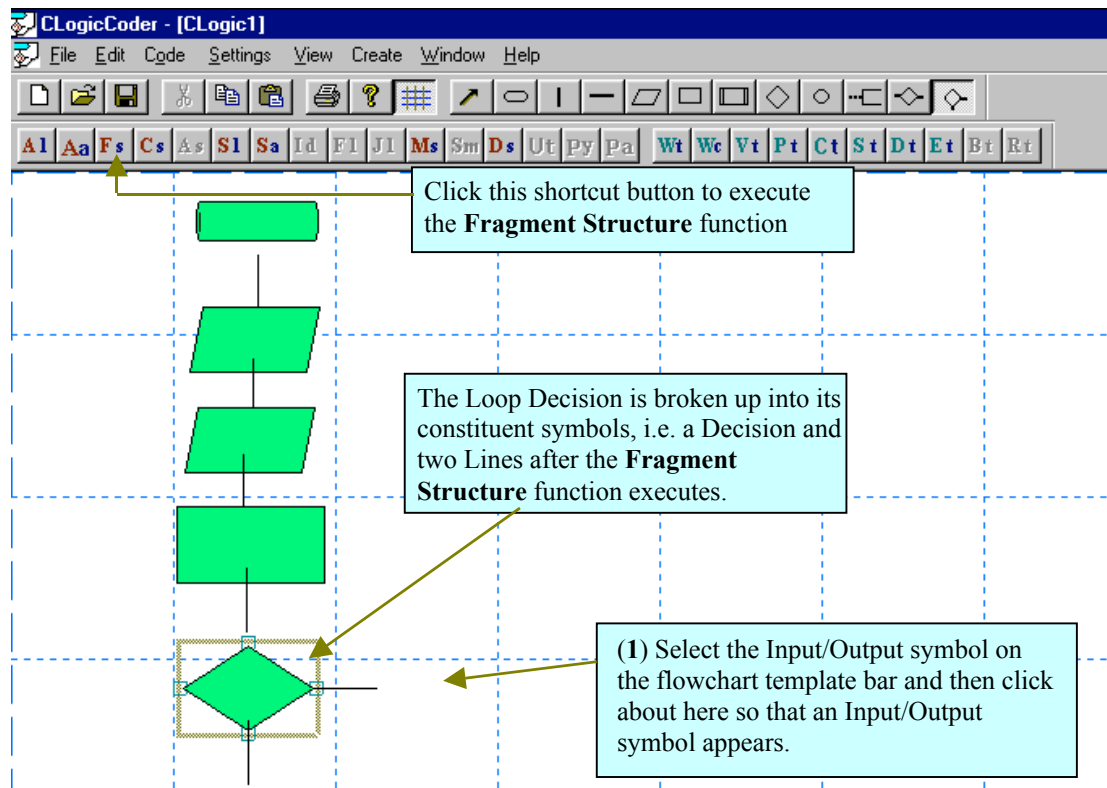 CLogicCoder - [CLogic1]
File Edit Code Settings View Create Window Help
Al Aa Fs Cs As Sl Sa Id Fl Jl Ms Sm Ds Ut Py Pa Wt Wc Vt Pt Ct St Dt Et Bt Rt
Click this shortcut button to execute
the Fragment Structure function
The Loop Decision is broken up into its
constituent symbols, i.e. a Decision and
two Lines after the Fragment
Structure function executes.
(1) Select the Input/Output symbol on
the flowchart template bar and then click
about here so that an Input/Output
symbol appears.